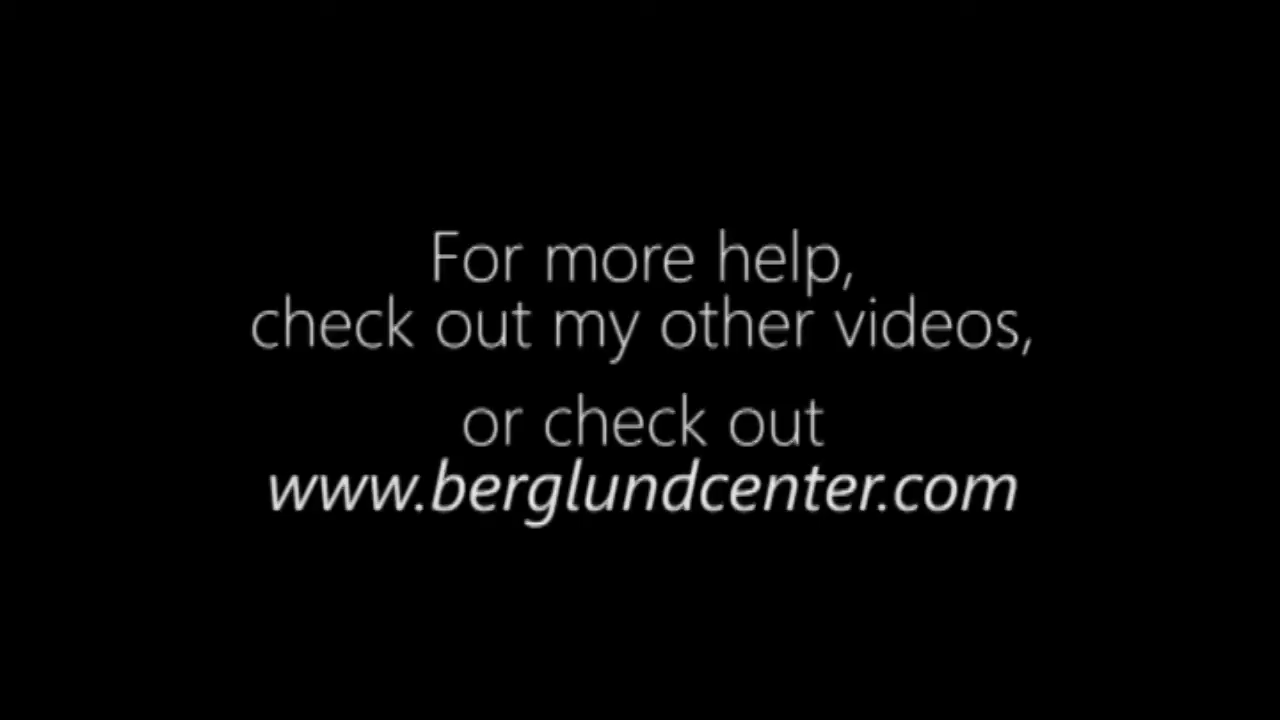 For more help,
check out my other videos,
or check out
www.berglundcenter.com